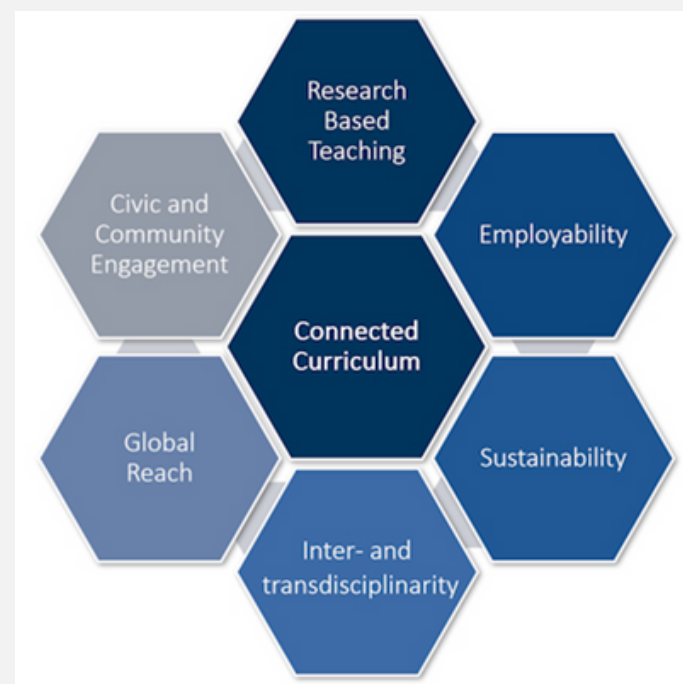 Research
Based
Teaching
Civic and
Community
Engagement
Employability
Connected
Curriculum
Global
Reach
Sustainability
Inter- and
transdisciplinarity